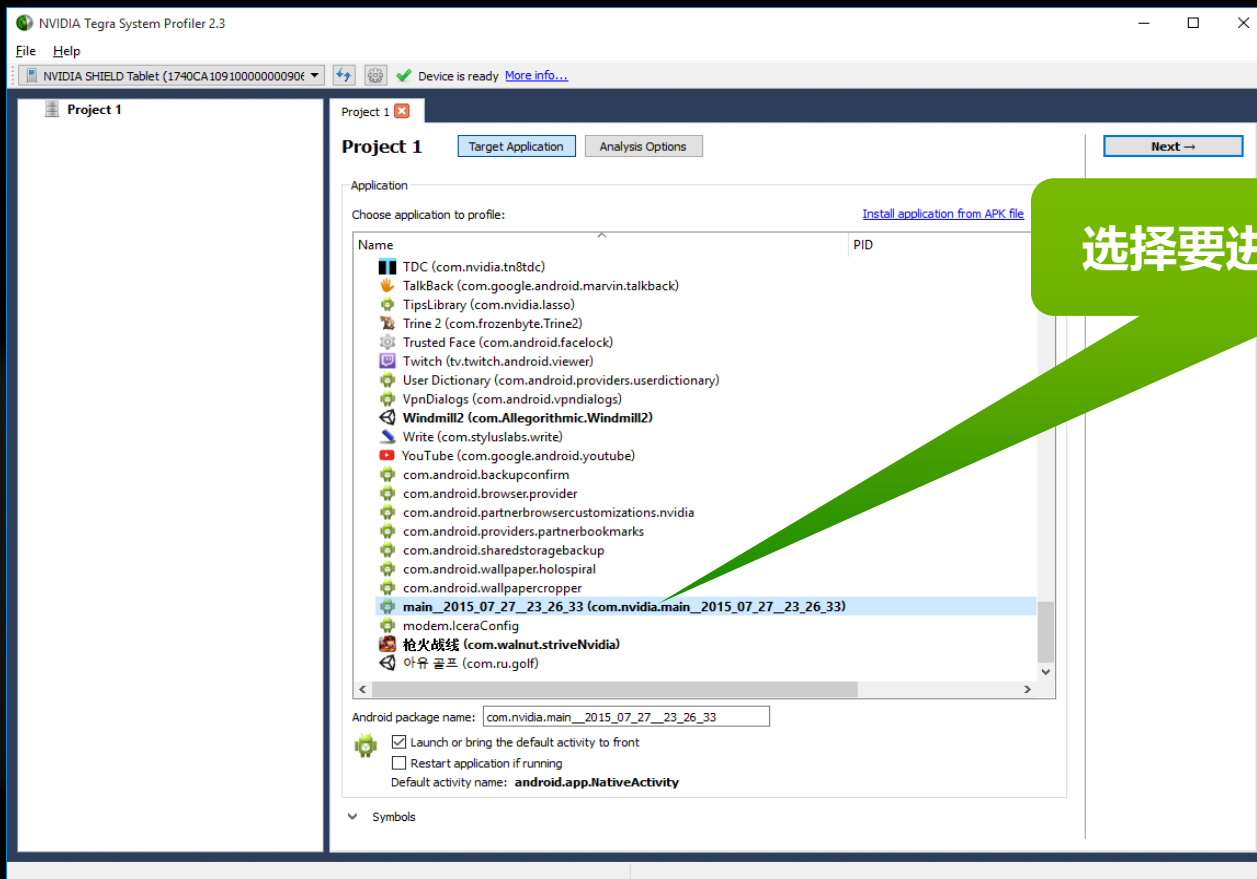 NVIDIA Tegra System Profiler 2.3
File Help
NVIDIA SHIELD Tablet (1740CA10910000000090 Device is ready More info...
Project 1
Project 1
Project 1 Target Application Analysis Options Next →
Application
Choose application to profile: Install application from APK file
Name PID
选择要进
TDC (com.nvidia.tn8tdc)
TalkBack (com.google.android.marvin.talkback)
TipsLibrary (com.nvidia.lasso)
Trine 2 (com.frozenbyte.Trine2)
Trusted Face (com.android.facelock)
Twitch (tv.twitch.android.viewer)
User Dictionary (com.android.providers.userdictionary)
VpnDialogs (com.android.vpndialogs)
Windmill2 (com.Allegorithmic.Windmill2)
Write (com.styluslabs.write)
YouTube (com.google.android.youtube)
com.android.backupconfirm
com.android.browser.provider
com.android.partnerbrowsercustomizations.nvidia
com.android.providers.partnerbookmarks
com.android.sharedstoragebackup
com.android.wallpaper.holospiral
com.android.wallpapercropper
main__2015_07_27__23_26_33 (com.nvidia.main__2015_07_27__23_26_33)
modem.IceraConfig
枪火战线 (com.walnut.striveNvidia)
아유 골프 (com.ru.golf)
Android package name: com.nvidia.main__2015_07_27__23_26_33
Launch or bring the default activity to front
Restart application if running
Default activity name: android.app.NativeActivity
Symbols